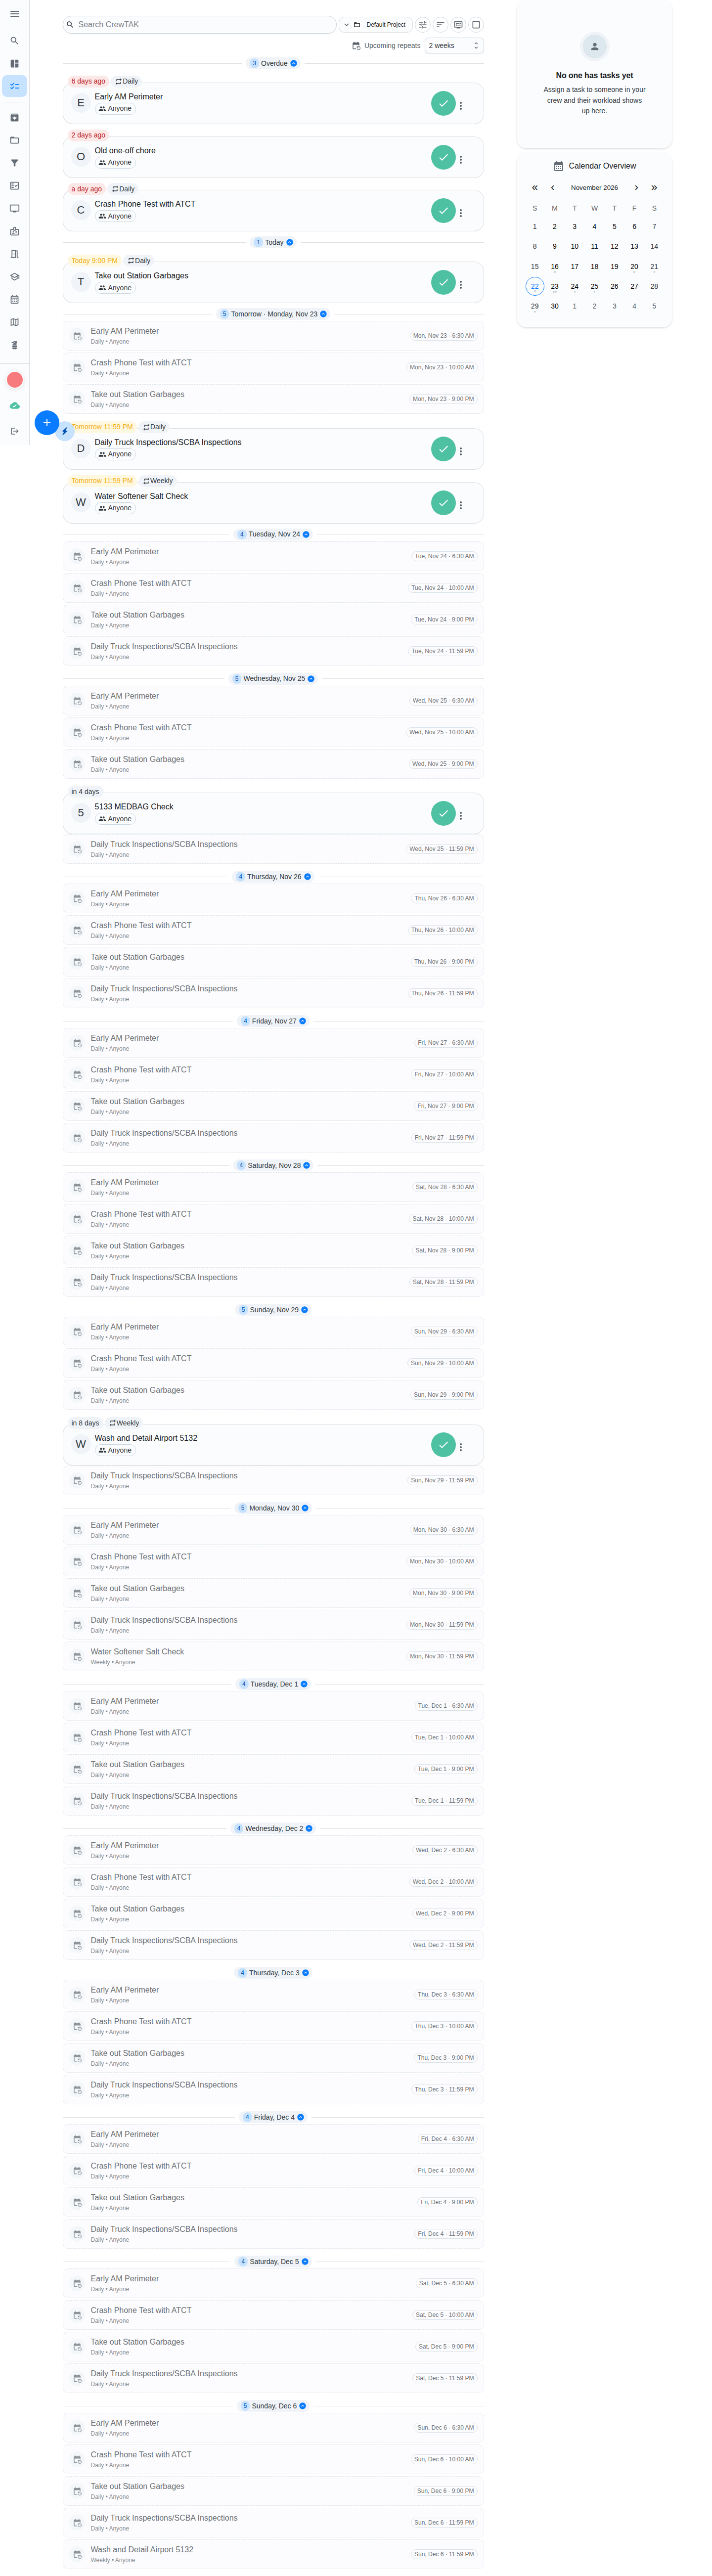 Search CrewTAK
Default Project
Upcoming repeats 2 weeks
3 Overdue
6 days ago Daily
E Early AM Perimeter
Anyone
2 days ago
O Old one-off chore
Anyone
a day ago Daily
C Crash Phone Test with ATCT
Anyone
1 Today
Today 9:00 PM Daily
T Take out Station Garbages
Anyone
5 Tomorrow · Monday, Nov 23
Early AM Perimeter
Daily • Anyone
Mon, Nov 23 · 6:30 AM
Crash Phone Test with ATCT
Daily • Anyone
Mon, Nov 23 · 10:00 AM
Take out Station Garbages
Daily • Anyone
Mon, Nov 23 · 9:00 PM
Tomorrow 11:59 PM Daily
D Daily Truck Inspections/SCBA Inspections
Anyone
Tomorrow 11:59 PM Weekly
W Water Softener Salt Check
Anyone
4 Tuesday, Nov 24
Early AM Perimeter
Daily • Anyone
Tue, Nov 24 · 6:30 AM
Crash Phone Test with ATCT
Daily • Anyone
Tue, Nov 24 · 10:00 AM
Take out Station Garbages
Daily • Anyone
Tue, Nov 24 · 9:00 PM
Daily Truck Inspections/SCBA Inspections
Daily • Anyone
Tue, Nov 24 · 11:59 PM
5 Wednesday, Nov 25
Early AM Perimeter
Daily • Anyone
Wed, Nov 25 · 6:30 AM
Crash Phone Test with ATCT
Daily • Anyone
Wed, Nov 25 · 10:00 AM
Take out Station Garbages
Daily • Anyone
Wed, Nov 25 · 9:00 PM
in 4 days
5 5133 MEDBAG Check
Anyone
Daily Truck Inspections/SCBA Inspections
Daily • Anyone
Wed, Nov 25 · 11:59 PM
4 Thursday, Nov 26
Early AM Perimeter
Daily • Anyone
Thu, Nov 26 · 6:30 AM
Crash Phone Test with ATCT
Daily • Anyone
Thu, Nov 26 · 10:00 AM
Take out Station Garbages
Daily • Anyone
Thu, Nov 26 · 9:00 PM
Daily Truck Inspections/SCBA Inspections
Daily • Anyone
Thu, Nov 26 · 11:59 PM
4 Friday, Nov 27
Early AM Perimeter
Daily • Anyone
Fri, Nov 27 · 6:30 AM
Crash Phone Test with ATCT
Daily • Anyone
Fri, Nov 27 · 10:00 AM
Take out Station Garbages
Daily • Anyone
Fri, Nov 27 · 9:00 PM
Daily Truck Inspections/SCBA Inspections
Daily • Anyone
Fri, Nov 27 · 11:59 PM
4 Saturday, Nov 28
Early AM Perimeter
Daily • Anyone
Sat, Nov 28 · 6:30 AM
Crash Phone Test with ATCT
Daily • Anyone
Sat, Nov 28 · 10:00 AM
Take out Station Garbages
Daily • Anyone
Sat, Nov 28 · 9:00 PM
Daily Truck Inspections/SCBA Inspections
Daily • Anyone
Sat, Nov 28 · 11:59 PM
5 Sunday, Nov 29
Early AM Perimeter
Daily • Anyone
Sun, Nov 29 · 6:30 AM
Crash Phone Test with ATCT
Daily • Anyone
Sun, Nov 29 · 10:00 AM
Take out Station Garbages
Daily • Anyone
Sun, Nov 29 · 9:00 PM
in 8 days Weekly
W Wash and Detail Airport 5132
Anyone
Daily Truck Inspections/SCBA Inspections
Daily • Anyone
Sun, Nov 29 · 11:59 PM
5 Monday, Nov 30
Early AM Perimeter
Daily • Anyone
Mon, Nov 30 · 6:30 AM
Crash Phone Test with ATCT
Daily • Anyone
Mon, Nov 30 · 10:00 AM
Take out Station Garbages
Daily • Anyone
Mon, Nov 30 · 9:00 PM
Daily Truck Inspections/SCBA Inspections
Daily • Anyone
Mon, Nov 30 · 11:59 PM
Water Softener Salt Check
Weekly • Anyone
Mon, Nov 30 · 11:59 PM
4 Tuesday, Dec 1
Early AM Perimeter
Daily • Anyone
Tue, Dec 1 · 6:30 AM
Crash Phone Test with ATCT
Daily • Anyone
Tue, Dec 1 · 10:00 AM
Take out Station Garbages
Daily • Anyone
Tue, Dec 1 · 9:00 PM
Daily Truck Inspections/SCBA Inspections
Daily • Anyone
Tue, Dec 1 · 11:59 PM
4 Wednesday, Dec 2
Early AM Perimeter
Daily • Anyone
Wed, Dec 2 · 6:30 AM
Crash Phone Test with ATCT
Daily • Anyone
Wed, Dec 2 · 10:00 AM
Take out Station Garbages
Daily • Anyone
Wed, Dec 2 · 9:00 PM
Daily Truck Inspections/SCBA Inspections
Daily • Anyone
Wed, Dec 2 · 11:59 PM
4 Thursday, Dec 3
Early AM Perimeter
Daily • Anyone
Thu, Dec 3 · 6:30 AM
Crash Phone Test with ATCT
Daily • Anyone
Thu, Dec 3 · 10:00 AM
Take out Station Garbages
Daily • Anyone
Thu, Dec 3 · 9:00 PM
Daily Truck Inspections/SCBA Inspections
Daily • Anyone
Thu, Dec 3 · 11:59 PM
4 Friday, Dec 4
Early AM Perimeter
Daily • Anyone
Fri, Dec 4 · 6:30 AM
Crash Phone Test with ATCT
Daily • Anyone
Fri, Dec 4 · 10:00 AM
Take out Station Garbages
Daily • Anyone
Fri, Dec 4 · 9:00 PM
Daily Truck Inspections/SCBA Inspections
Daily • Anyone
Fri, Dec 4 · 11:59 PM
4 Saturday, Dec 5
Early AM Perimeter
Daily • Anyone
Sat, Dec 5 · 6:30 AM
Crash Phone Test with ATCT
Daily • Anyone
Sat, Dec 5 · 10:00 AM
Take out Station Garbages
Daily • Anyone
Sat, Dec 5 · 9:00 PM
Daily Truck Inspections/SCBA Inspections
Daily • Anyone
Sat, Dec 5 · 11:59 PM
5 Sunday, Dec 6
Early AM Perimeter
Daily • Anyone
Sun, Dec 6 · 6:30 AM
Crash Phone Test with ATCT
Daily • Anyone
Sun, Dec 6 · 10:00 AM
Take out Station Garbages
Daily • Anyone
Sun, Dec 6 · 9:00 PM
Daily Truck Inspections/SCBA Inspections
Daily • Anyone
Sun, Dec 6 · 11:59 PM
Wash and Detail Airport 5132
Weekly • Anyone
Sun, Dec 6 · 11:59 PM
No one has tasks yet
Assign a task to someone in your
crew and their workload shows
up here.
Calendar Overview
« ‹ November 2026 › »
S M T W T F S
1 2 3 4 5 6 7
8 9 10 11 12 13 14
15 16 17 18 19 20 21
22 23 24 25 26 27 28
29 30 1 2 3 4 5